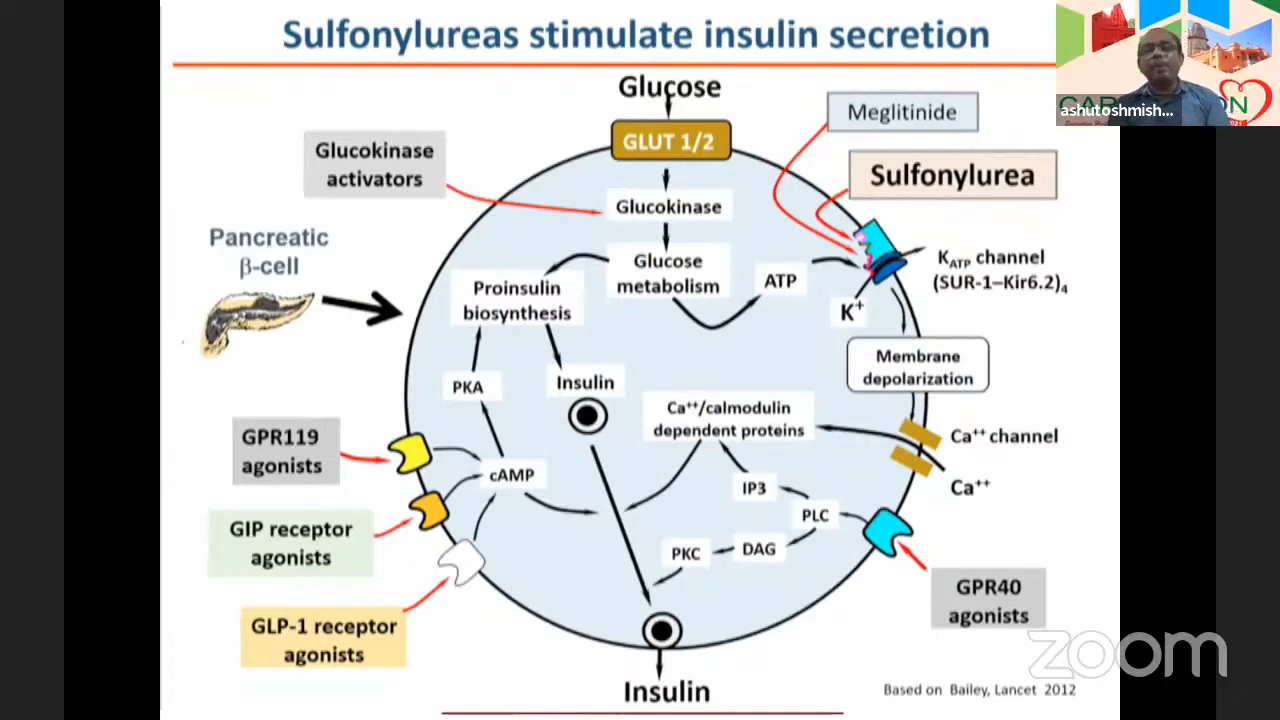 Sulfonylureas stimulate insulin secretion
ashutoshmish...
Glucose
GLUT 1/2
Meglitinide
Sulfonylurea
Glucokinase
activators
Glucokinase
Pancreatic
β-cell
Glucose
metabolism
ATP
K_ATP channel
(SUR-1–Kir6.2)₄
K⁺
Proinsulin
biosynthesis
Membrane
depolarization
PKA
Insulin
Ca⁺⁺/calmodulin
dependent proteins
Ca⁺⁺ channel
Ca⁺⁺
GPR119
agonists
cAMP
IP3
PLC
GIP receptor
agonists
PKC
DAG
GPR40
agonists
GLP-1 receptor
agonists
Insulin
zoom
Based on Bailey, Lancet 2012